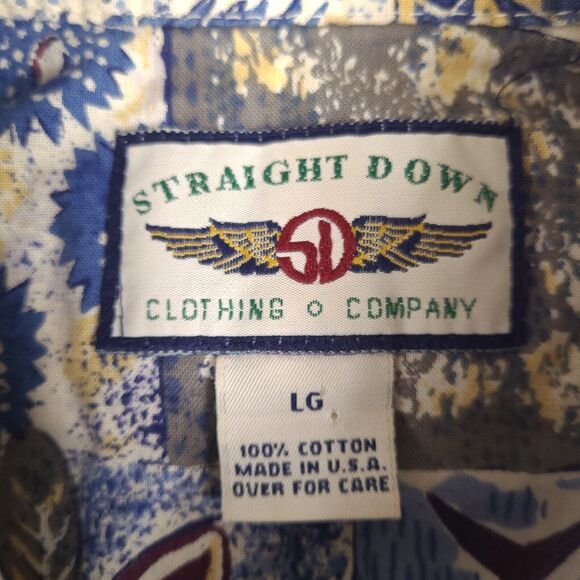 STRAIGHT DOWN
SD
CLOTHING o COMPANY
LG
100% COTTON
MADE IN U.S.A.
OVER FOR CARE